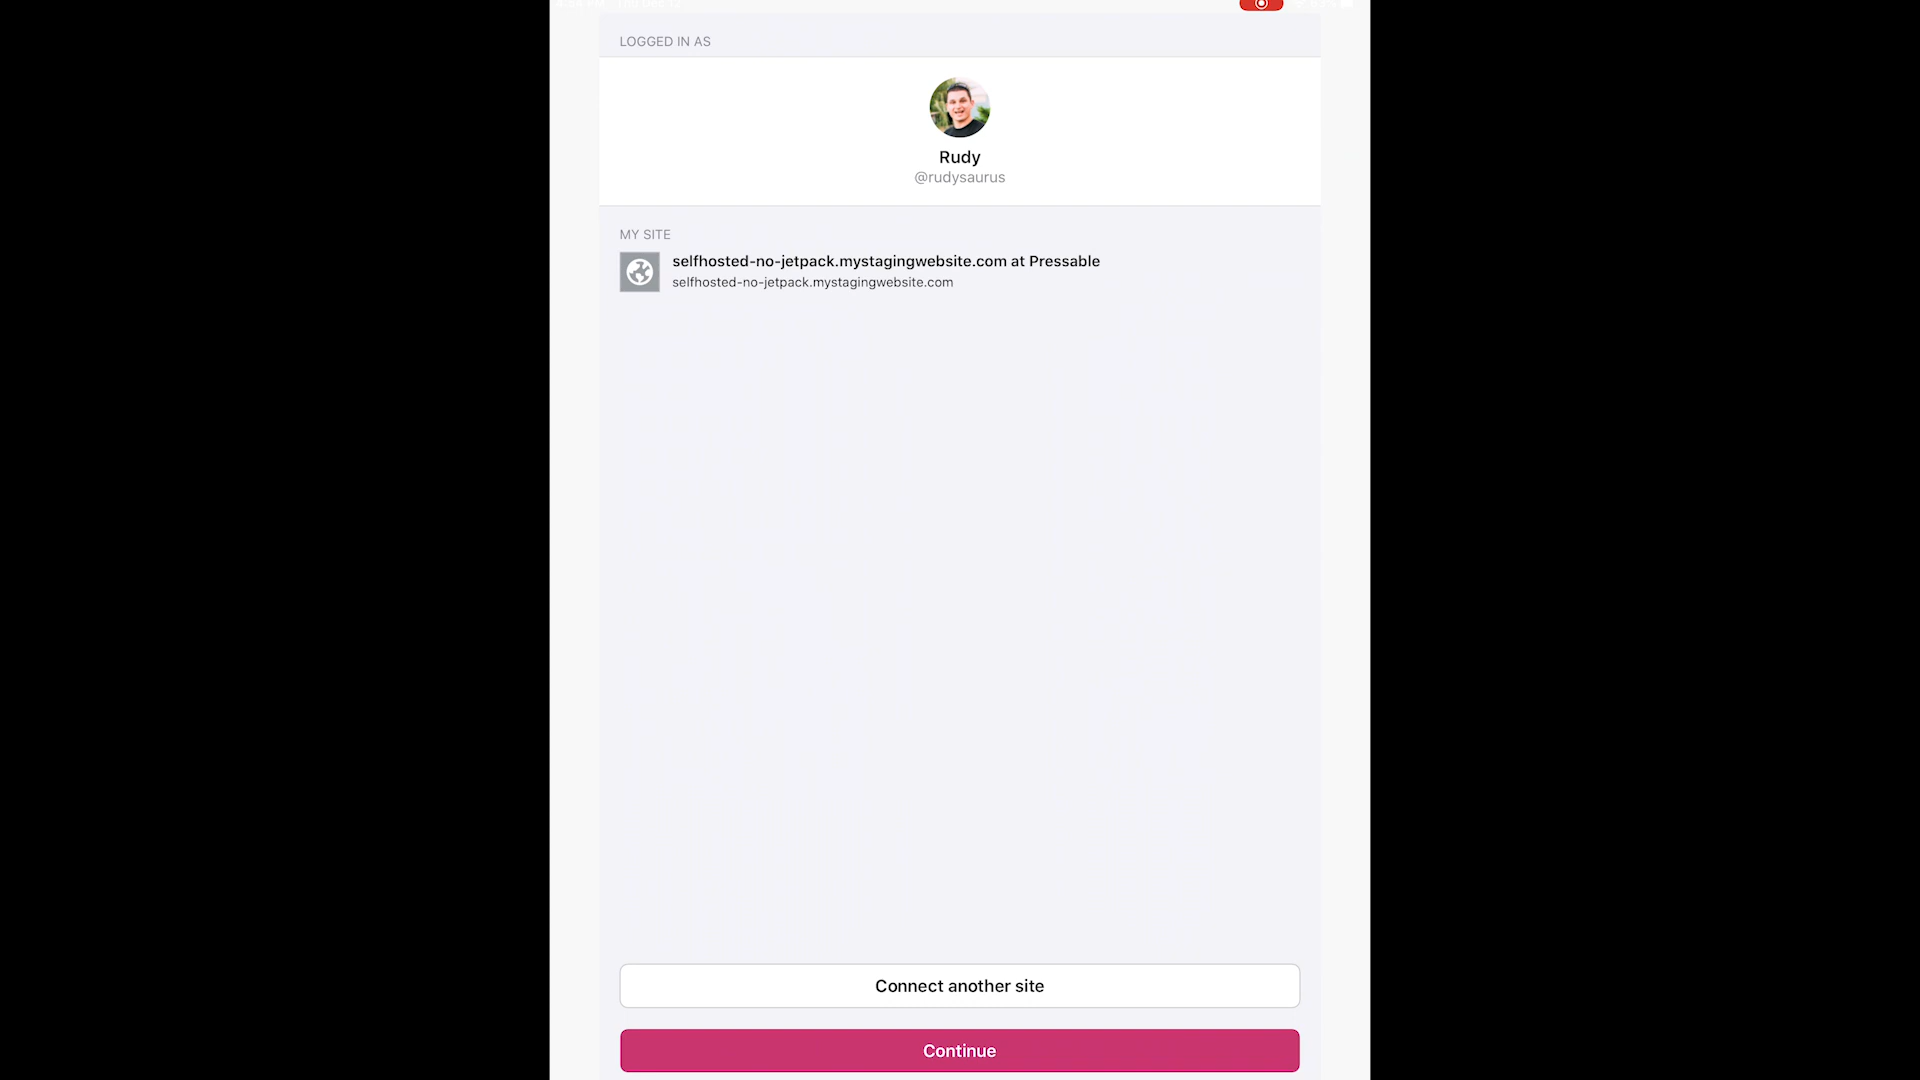 LOGGED IN AS
Rudy
@rudysaurus
MY SITE
selfhosted-no-jetpack.mystagingwebsite.com at Pressable
selfhosted-no-jetpack.mystagingwebsite.com
Connect another site
Continue